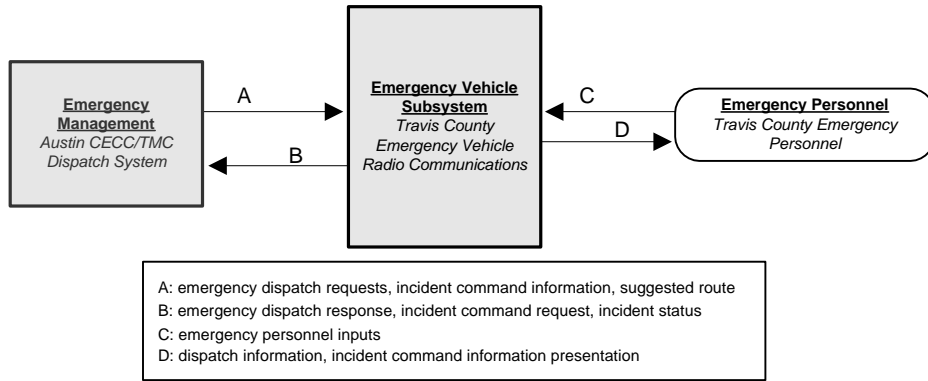 Emergency
Management
Austin CECC/TMC
Dispatch System
A
B
Emergency Vehicle
Subsystem
Travis County
Emergency Vehicle
Radio Communications
C
D
Emergency Personnel
Travis County Emergency
Personnel
A: emergency dispatch requests, incident command information, suggested route
B: emergency dispatch response, incident command request, incident status
C: emergency personnel inputs
D: dispatch information, incident command information presentation